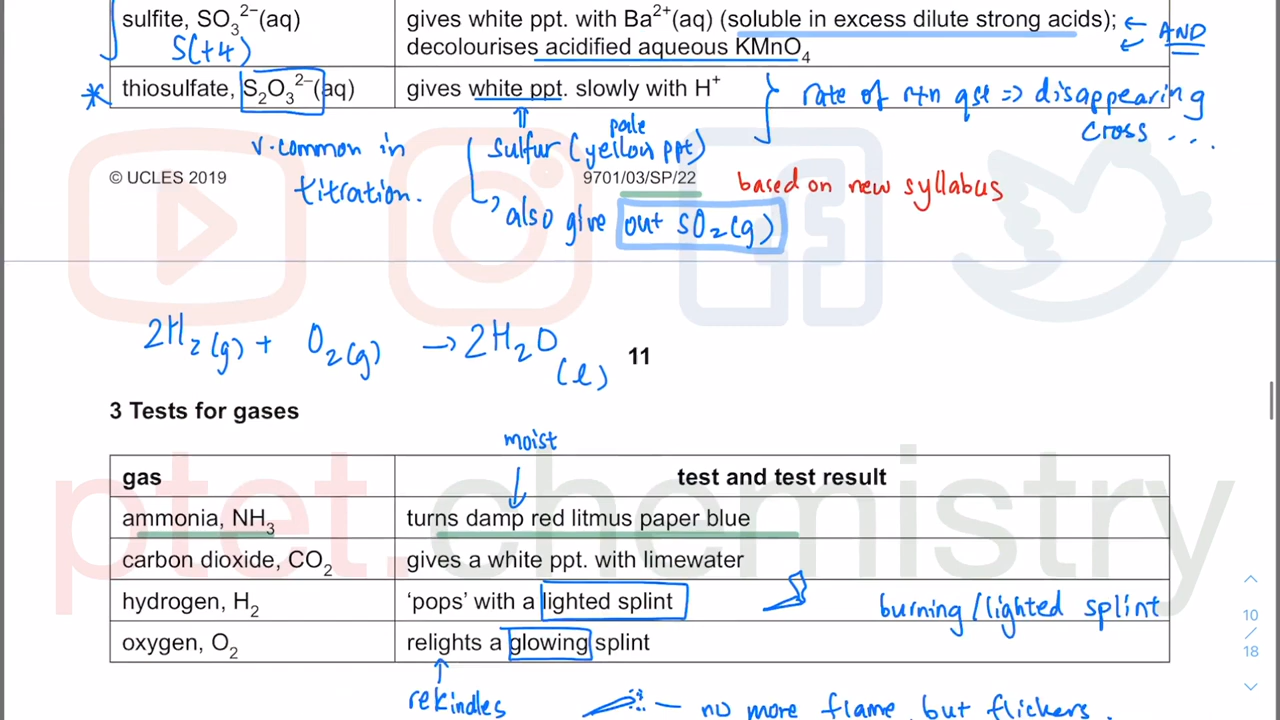 sulfite, SO₃²⁻(aq)
gives white ppt. with Ba²⁺(aq) (soluble in excess dilute strong acids);
decolourises acidified aqueous KMnO₄
S(+4)
← AND
thiosulfate, S₂O₃²⁻(aq)
gives white ppt. slowly with H⁺
rate of rxn qse ⇒ disappearing
cross ...
v. common in
titration.
pale
sulfur (yellow ppt)
© UCLES 2019
9701/03/SP/22
based on new syllabus
also give out SO₂(g)
2H₂(g) + O₂(g) → 2H₂O(l)
11
3 Tests for gases
moist
gas
test and test result
ammonia, NH₃
turns damp red litmus paper blue
carbon dioxide, CO₂
gives a white ppt. with limewater
hydrogen, H₂
'pops' with a lighted splint
burning/lighted splint
oxygen, O₂
relights a glowing splint
rekindles
— no more flame, but flickers.
ptet.chemistry
10
/
18